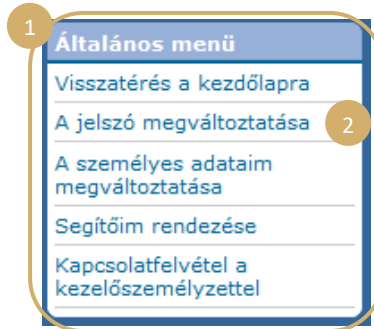 1
Általános menü
Visszatérés a kezdőlapra
A jelszó megváltoztatása
2
A személyes adataim
megváltoztatása
Segítőim rendezése
Kapcsolatfelvétel a
kezelőszemélyzettel